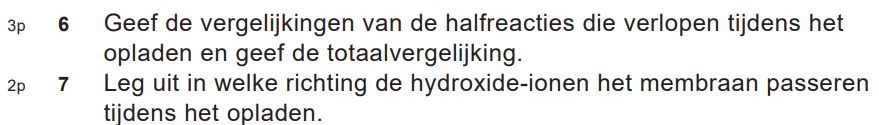 3p 6 Geef de vergelijkingen van de halfreacties die verlopen tijdens het
opladen en geef de totaalvergelijking.
2p 7 Leg uit in welke richting de hydroxide-ionen het membraan passeren
tijdens het opladen.